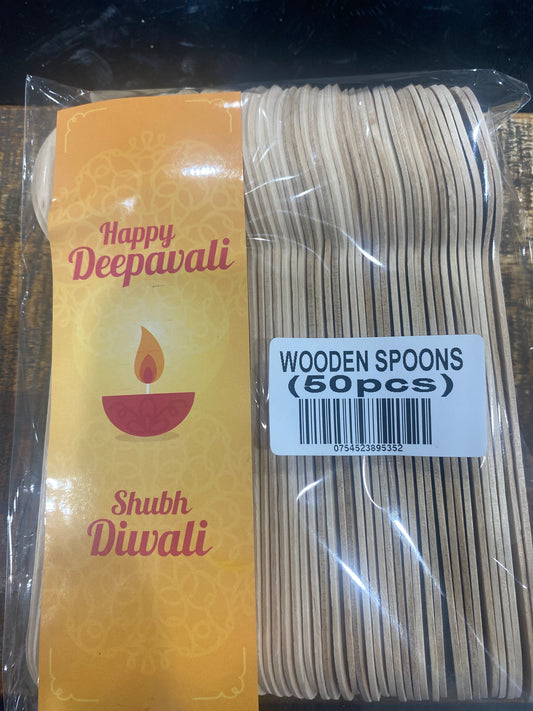 Happy
Deepavali
Shubh
Diwali
WOODEN SPOONS
(50pcs)
0754523895352